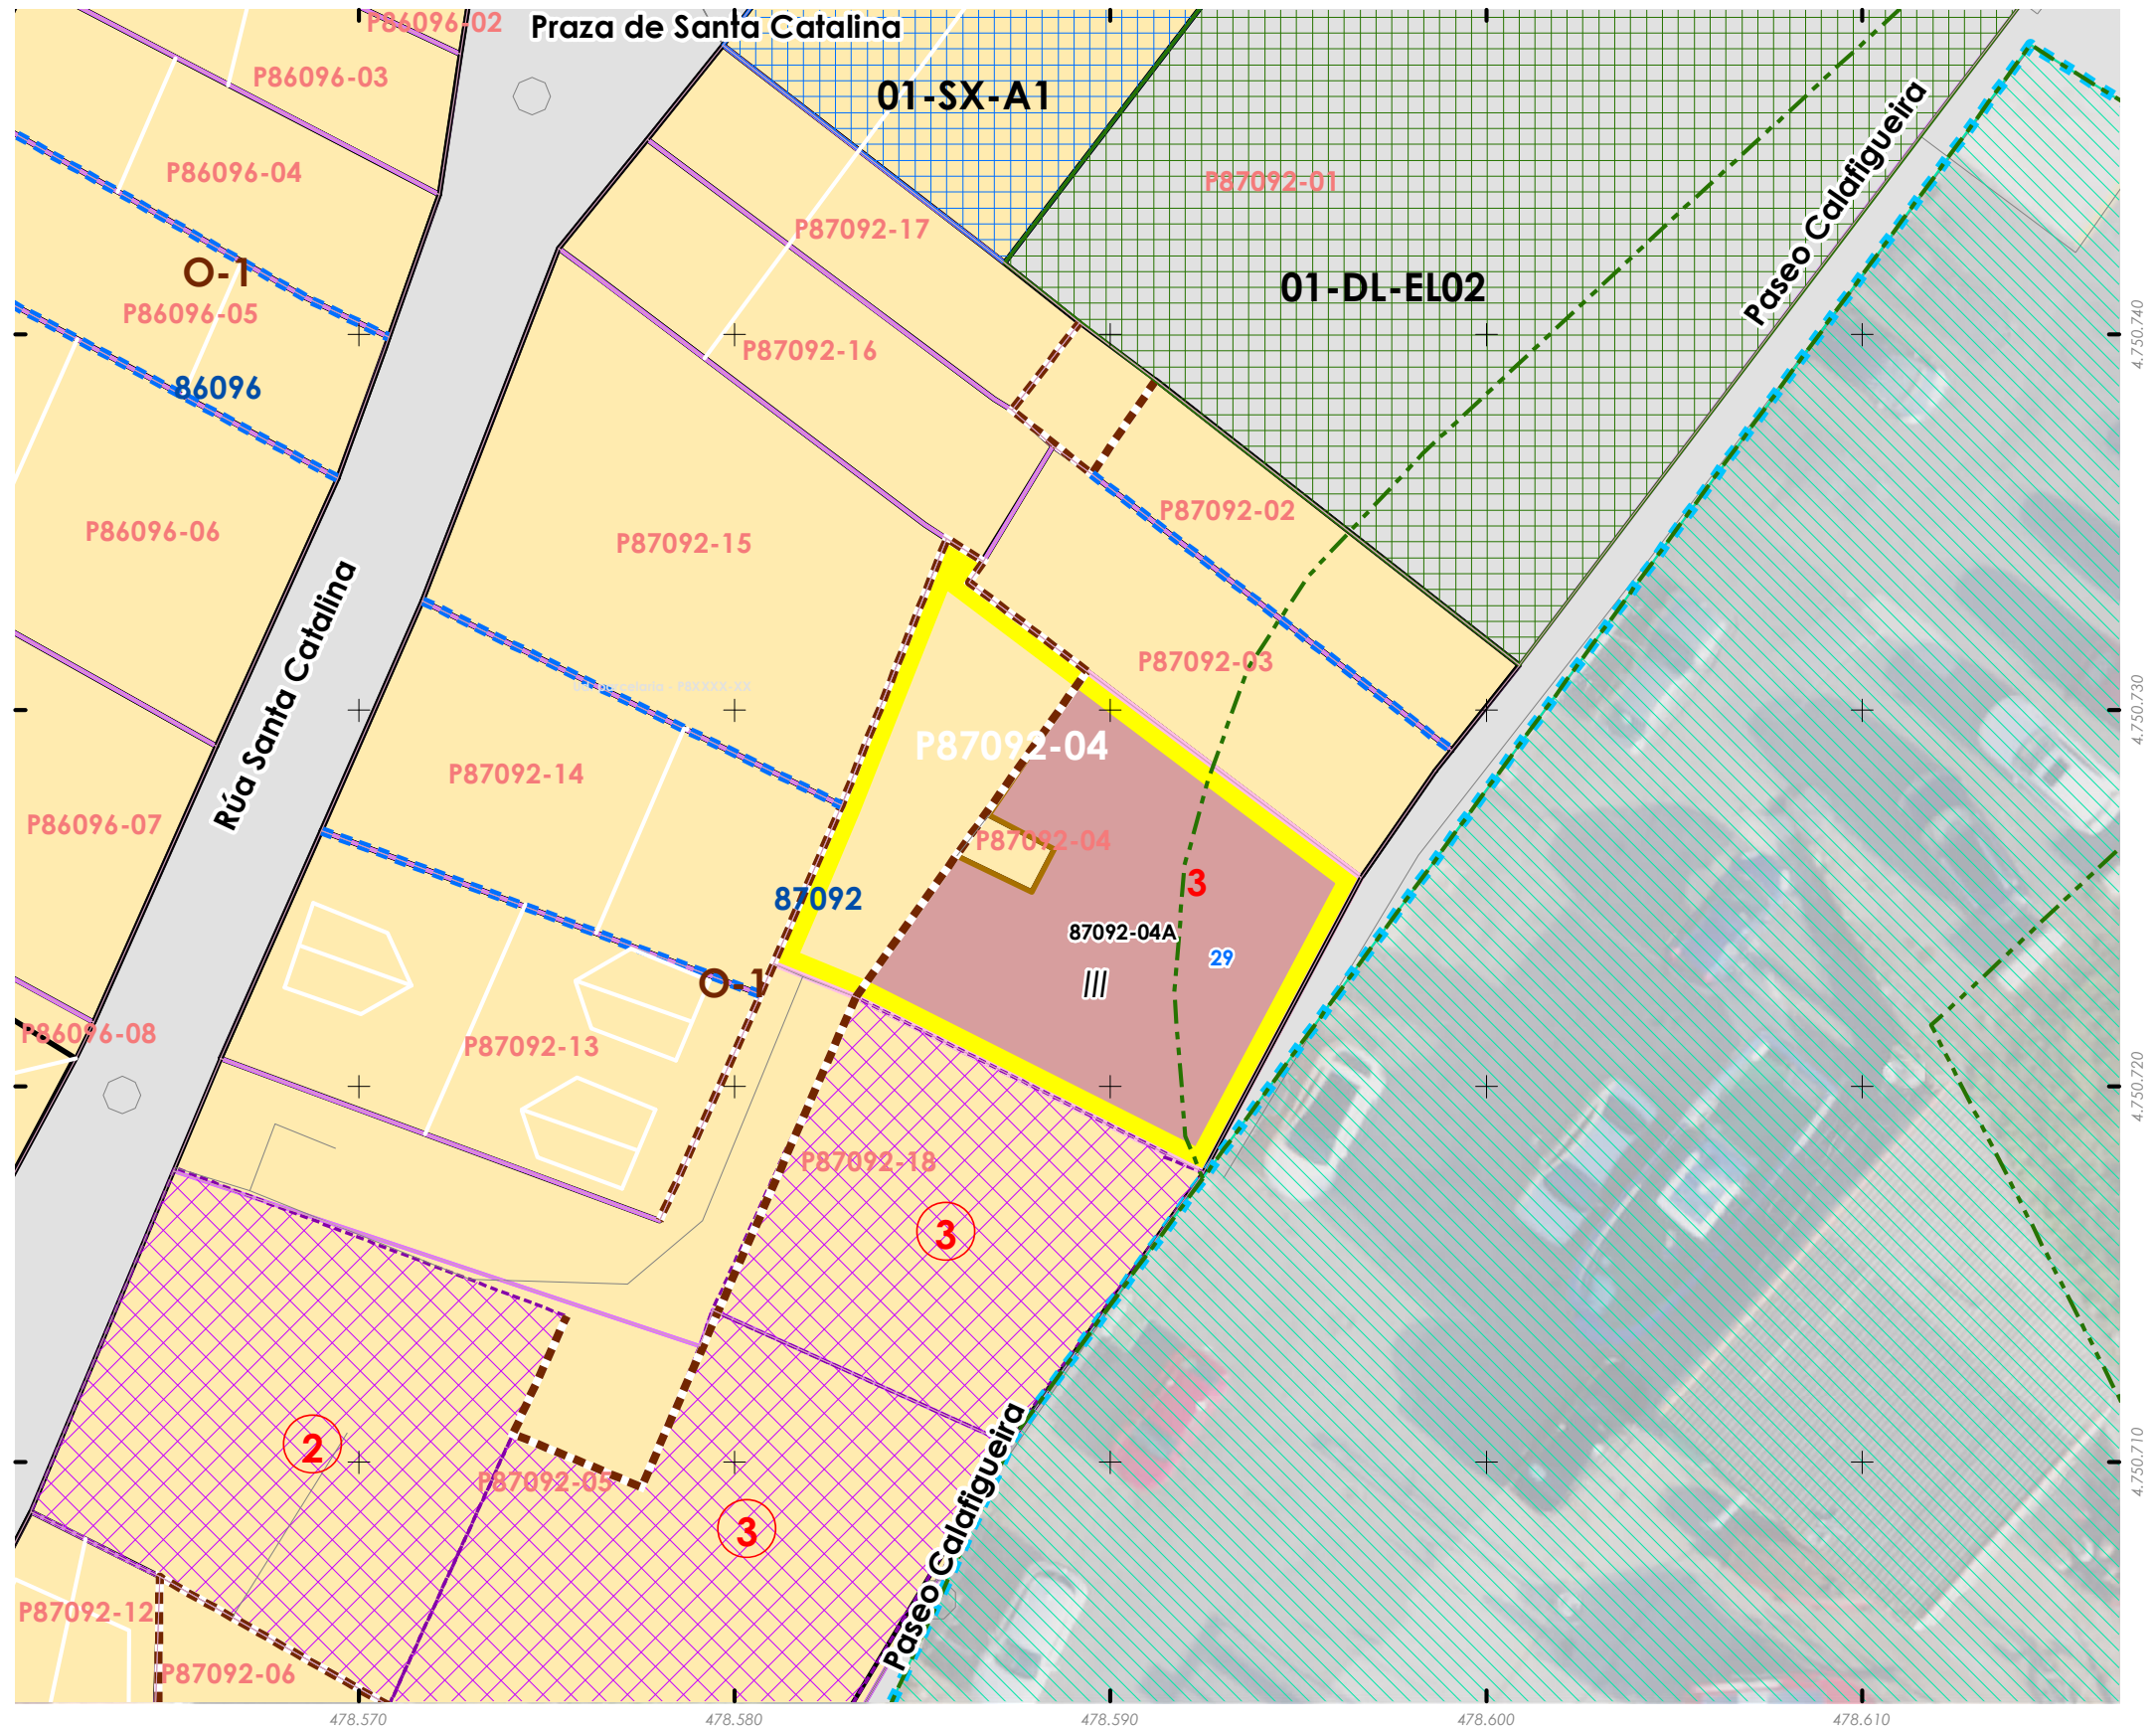 P86096-02
Praza de Santa Catalina
P86096-03
01-SX-A1
P86096-04
P87092-01
Paseo Calafigueira
P87092-17
O-1
01-DL-EL02
P86096-05
4.750.740
P87092-16
86096
P87092-02
P86096-06
P87092-15
P87092-03
Rúa Santa Catalina
4.750.730
P87092-04
P87092-14
P86096-07
P87092-04
3
87092
87092-04A
29
O-1
III
P86096-08
P87092-13
4.750.720
P87092-18
3
2
P87092-05
4.750.710
3
Paseo Calafigueira
P87092-12
P87092-06
478.570
478.580
478.590
478.600
478.610